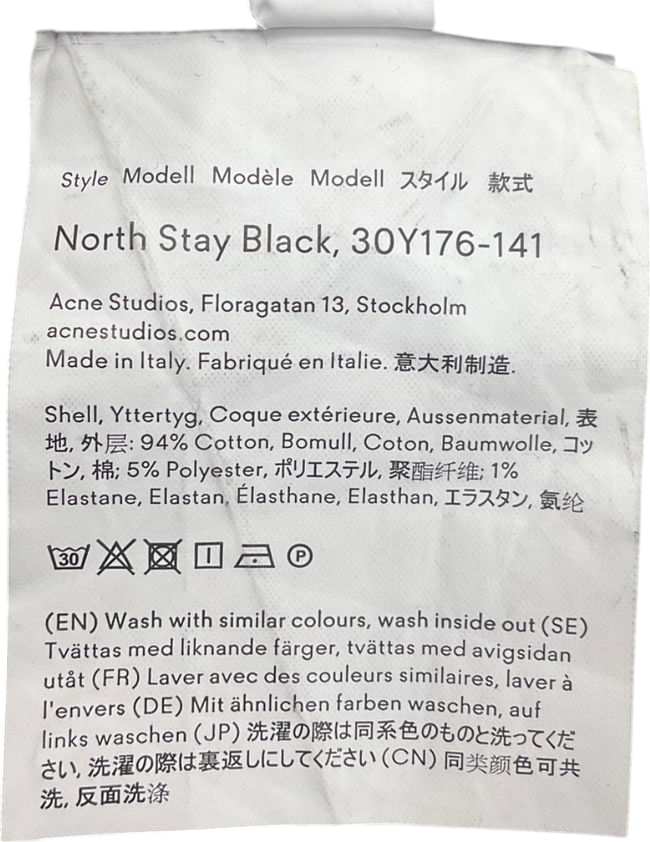 Style Modell Modèle Modell スタイル 款式
North Stay Black, 30Y176-141
Acne Studios, Floragatan 13, Stockholm
acnestudios.com
Made in Italy. Fabriqué en Italie. 意大利制造.
Shell, Yttertyg, Coque extérieure, Aussenmaterial, 表
地, 外层: 94% Cotton, Bomull, Coton, Baumwolle, コッ
トン, 棉; 5% Polyester, ポリエステル, 聚酯纤维; 1%
Elastane, Elastan, Élasthane, Elasthan, エラスタン, 氨纶
30 P
(EN) Wash with similar colours, wash inside out (SE)
Tvättas med liknande färger, tvättas med avigsidan
utåt (FR) Laver avec des couleurs similaires, laver à
l'envers (DE) Mit ähnlichen farben waschen, auf
links waschen (JP) 洗濯の際は同系色のものと洗ってくだ
さい, 洗濯の際は裏返しにしてください (CN) 同类颜色可共
洗, 反面洗涤